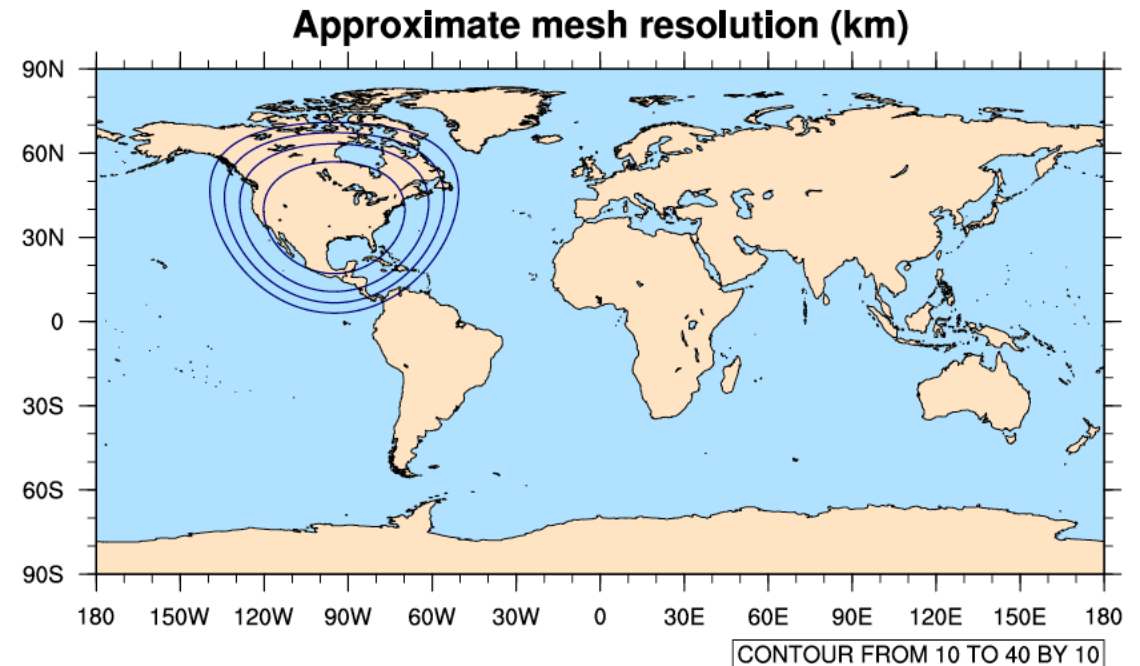 Approximate mesh resolution (km)
90N
60N
30N
0
30S
60S
90S
180 150W 120W 90W 60W 30W 0 30E 60E 90E 120E 150E 180
CONTOUR FROM 10 TO 40 BY 10